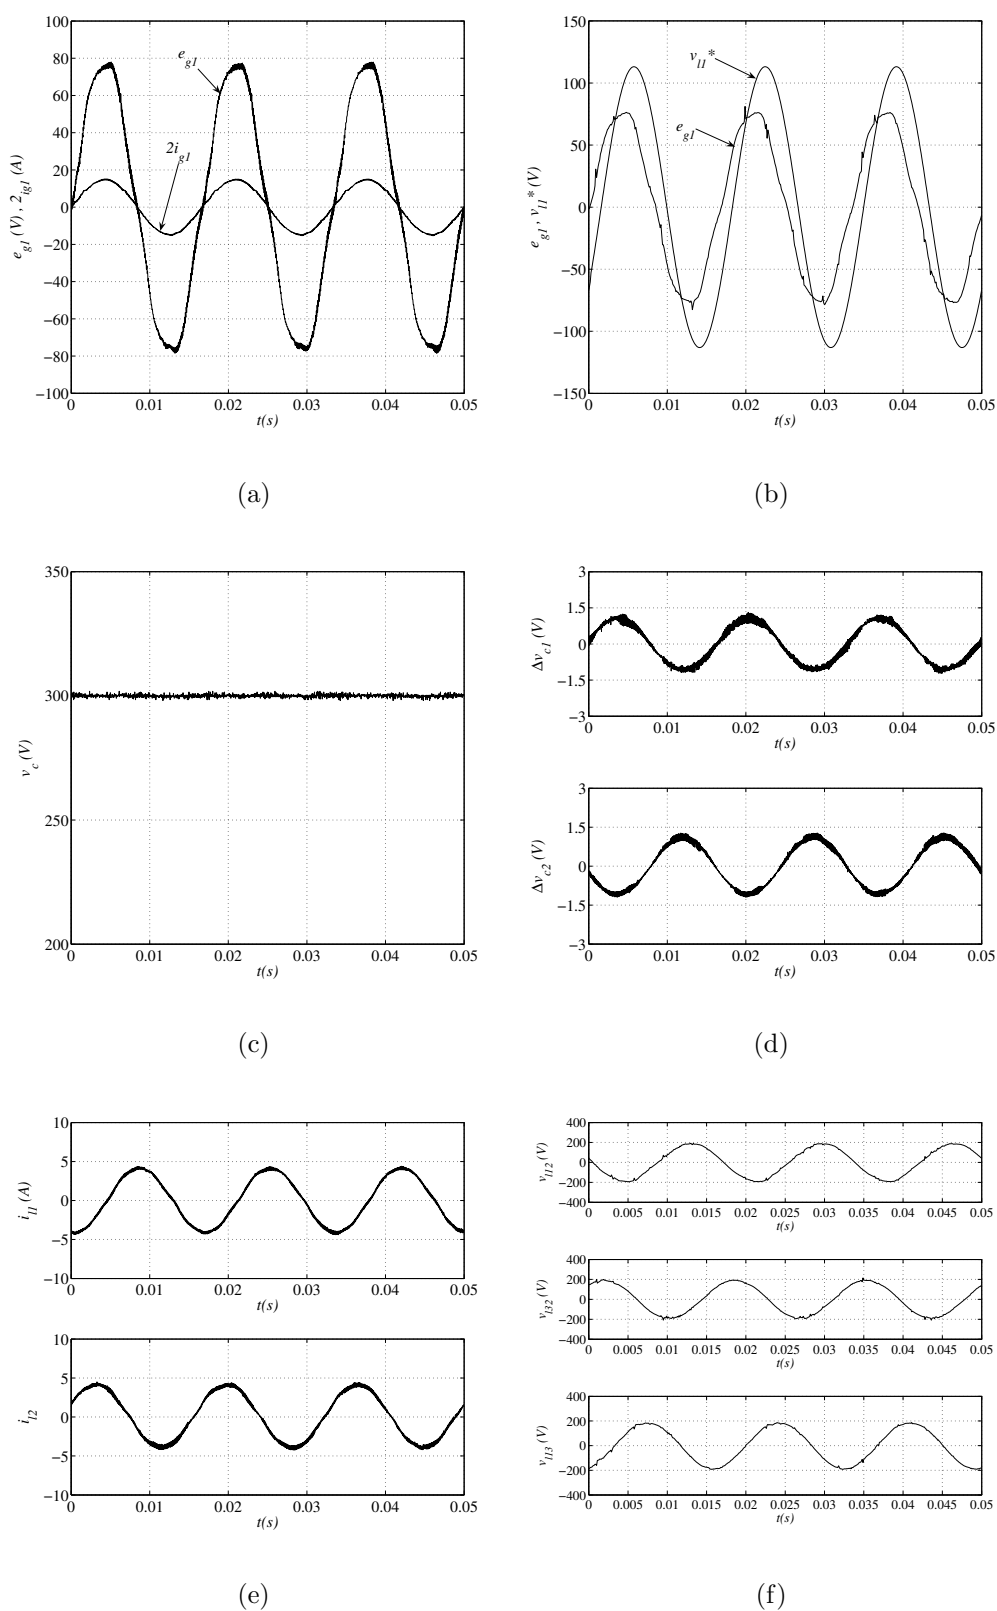 100
80
60
40
20
0
−20
−40
−60
−80
−100
0 0.01 0.02 0.03 0.04 0.05
t(s)
e_g1 (V) , 2_ig1 (A)
e_g1
2i_g1
(a)
150
100
50
0
−50
−100
−150
0 0.01 0.02 0.03 0.04 0.05
t(s)
e_g1 , v_l1* (V)
v_l1*
e_g1
(b)
350
300
250
200
0 0.01 0.02 0.03 0.04 0.05
t(s)
v_c (V)
(c)
3
1.5
0
−1.5
−3
0 0.01 0.02 0.03 0.04 0.05
t(s)
Δv_c1 (V)
3
1.5
0
−1.5
−3
0 0.01 0.02 0.03 0.04 0.05
t(s)
Δv_c2 (V)
(d)
10
5
0
−5
−10
0 0.01 0.02 0.03 0.04 0.05
t(s)
i_l1 (A)
10
5
0
−5
−10
0 0.01 0.02 0.03 0.04 0.05
t(s)
i_l2
(e)
400
200
0
−200
−400
0 0.005 0.01 0.015 0.02 0.025 0.03 0.035 0.04 0.045 0.05
t(s)
v_l12 (V)
400
200
0
−200
−400
0 0.005 0.01 0.015 0.02 0.025 0.03 0.035 0.04 0.045 0.05
t(s)
v_l32 (V)
400
200
0
−200
−400
0 0.005 0.01 0.015 0.02 0.025 0.03 0.035 0.04 0.045 0.05
t(s)
v_l13 (V)
(f)